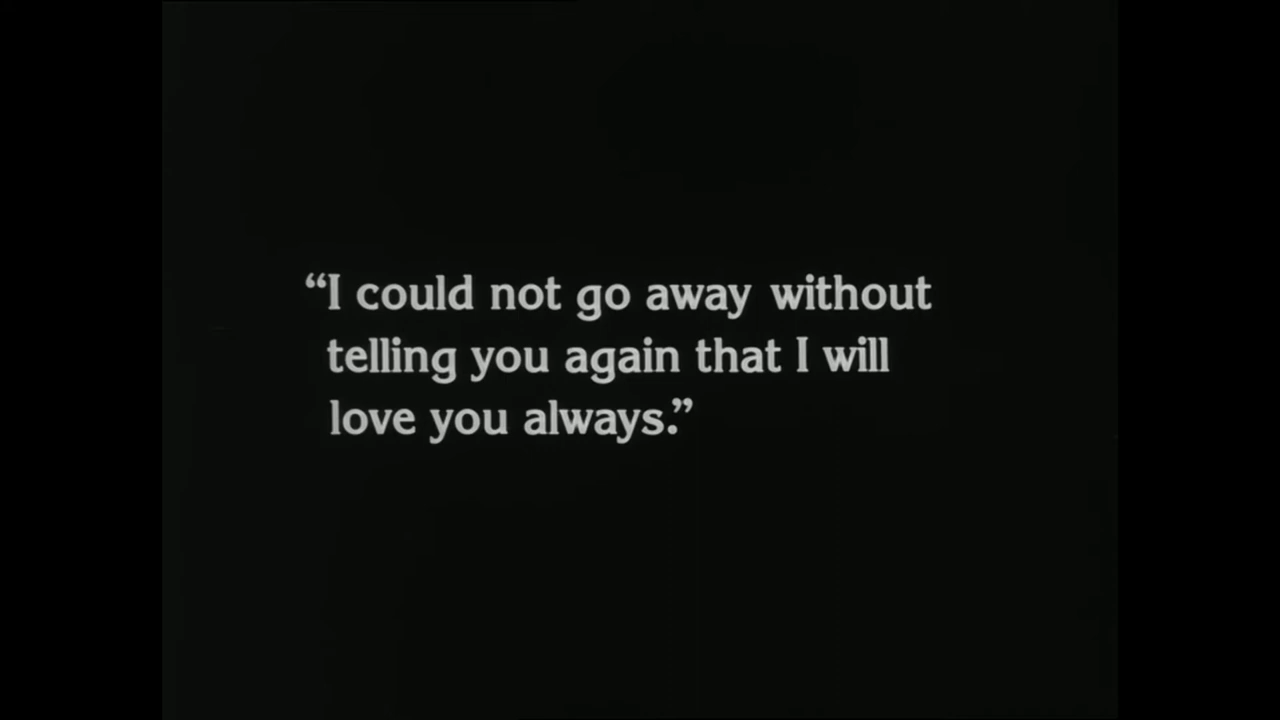 “I could not go away without
telling you again that I will
love you always.”